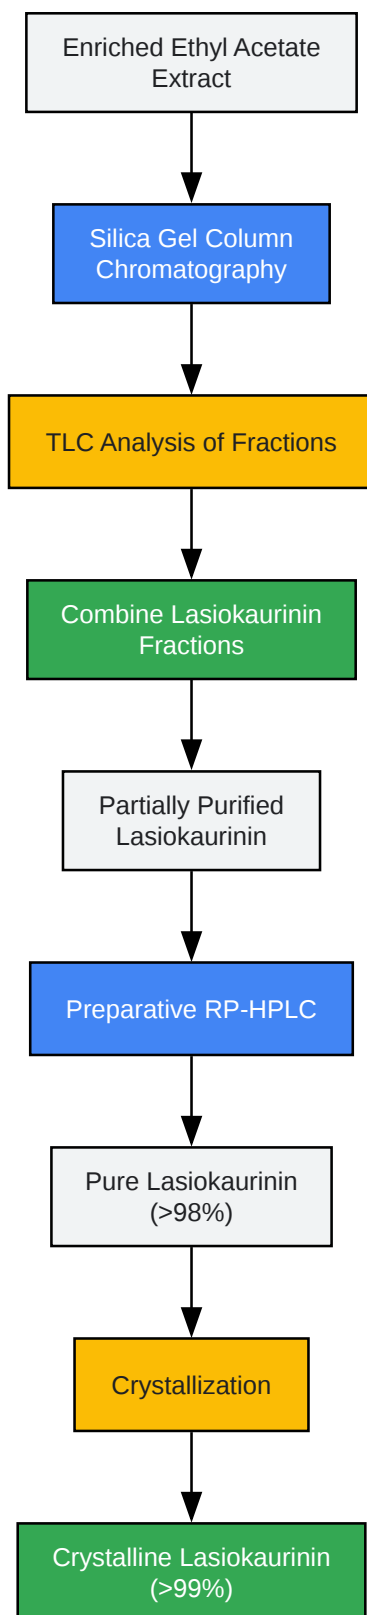 Enriched Ethyl Acetate
Extract
Silica Gel Column
Chromatography
TLC Analysis of Fractions
Combine Lasiokaurinin
Fractions
Partially Purified
Lasiokaurinin
Preparative RP-HPLC
Pure Lasiokaurinin
(>98%)
Crystallization
Crystalline Lasiokaurinin
(>99%)